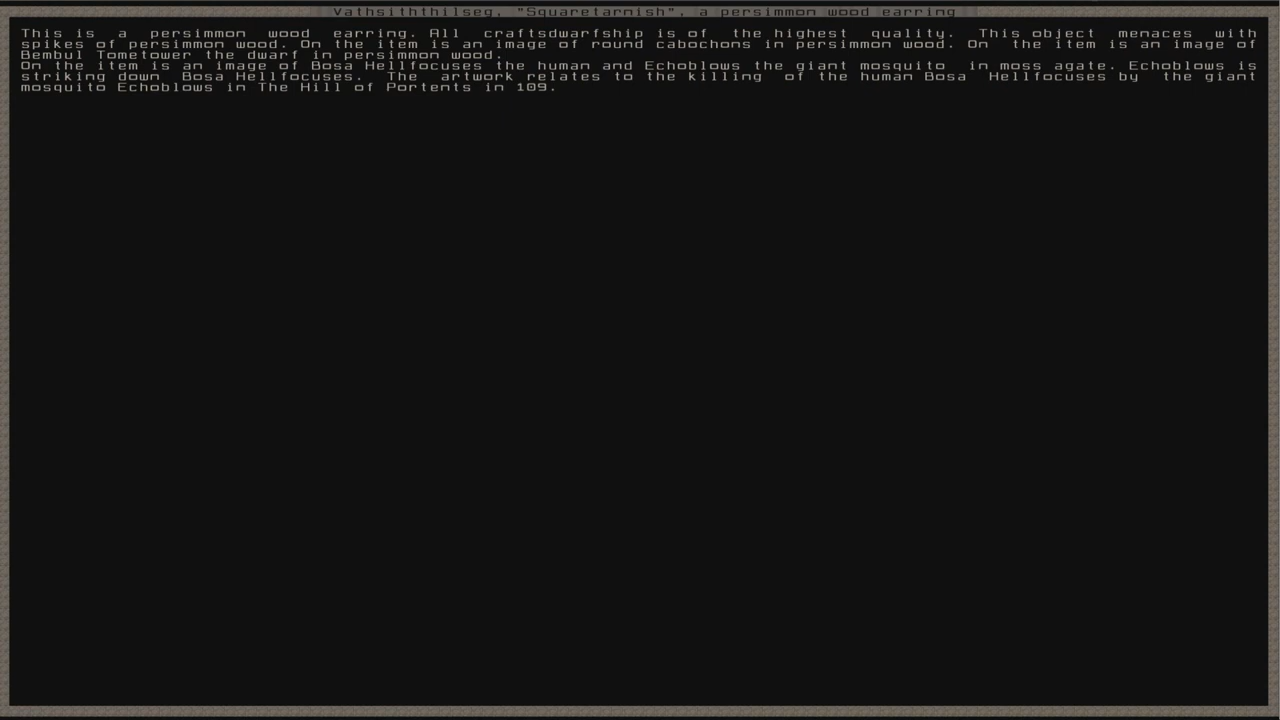 Vathsiththilseg, "Squaretarnish", a persimmon wood earring
This is a persimmon wood earring. All craftsdwarfship is of the highest quality. This object menaces with
spikes of persimmon wood. On the item is an image of round cabochons in persimmon wood. On the item is an image of
Bembul Tometower the dwarf in persimmon wood.
On the item is an image of Bosa Hellfocuses the human and Echoblows the giant mosquito in moss agate. Echoblows is
striking down Bosa Hellfocuses. The artwork relates to the killing of the human Bosa Hellfocuses by the giant
mosquito Echoblows in The Hill of Portents in 109.